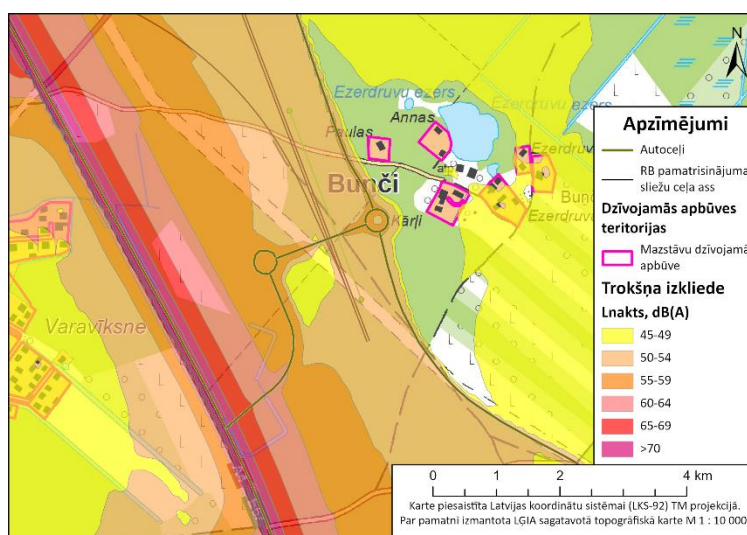 N
Ezerdruvu ezers
Annas
Paulas
Bunči
Kārļi
Varavīksne
Apzīmējumi
Autoceļi
RB pamatrisinājuma
sliežu ceļa ass
Dzīvojamās apbūves
teritorijas
Mazstāvu dzīvojamā
apbūve
Trokšņa izkliede
Lnakts, dB(A)
45-49
50-54
55-59
60-64
65-69
>70
0 1 2 4 km
Karte piesaistīta Latvijas koordinātu sistēmai (LKS-92) TM projekcijā.
Par pamatni izmantota LĢIA sagatavotā topogrāfiskā karte M 1 : 10 000.